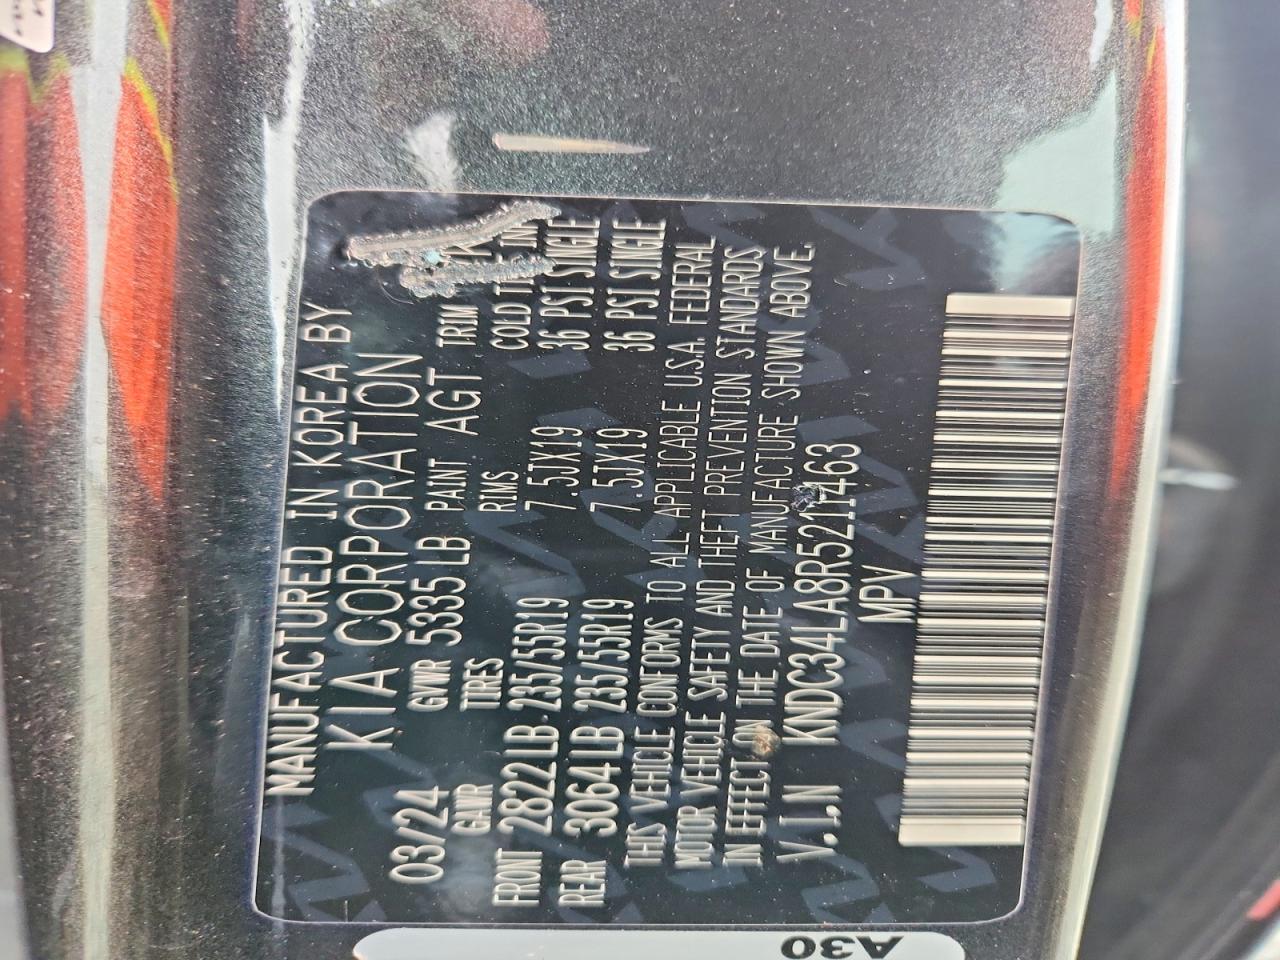 MANUFACTURED IN KOREA BY
KIA CORPORATION
03/24 GVWR 5335 LB PAINT AGT TRIM
GAWR TRES RIMS COLD
FRONT 2822LB 235/55R19 7.5JX19 36 PSI SINGLE
REAR 3064LB 235/55R19 7.5JX19 36 PSI SINGLE
THIS VEHICLE CONFORMS TO ALL APPLICABLE U.S.A. FEDERAL
MOTOR VEHICLE SAFETY AND THEFT PREVENTION STANDARDS
IN EFFECT ON THE DATE OF MANUFACTURE SHOWN ABOVE.
V.I.N KNDC34LA8R5211463
MPV
A30